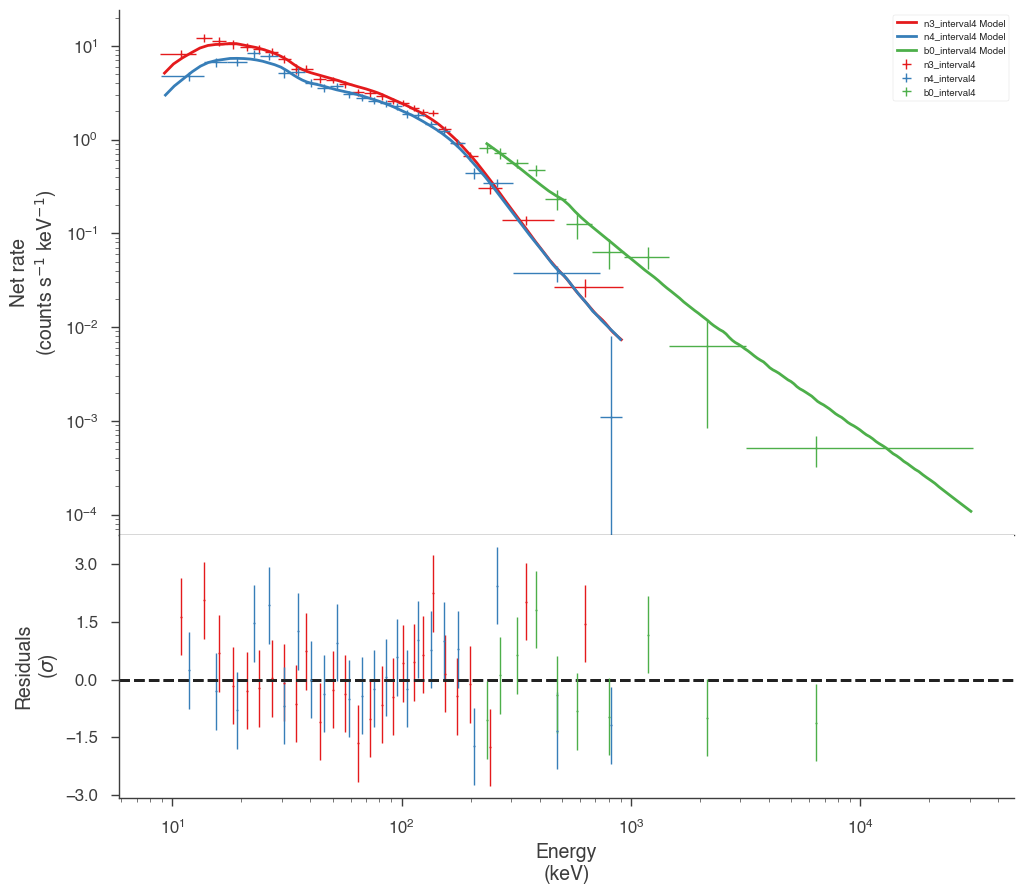 n3_interval4 Model
n4_interval4 Model
b0_interval4 Model
n3_interval4
n4_interval4
b0_interval4
10¹
10⁰
10⁻¹
10⁻²
10⁻³
10⁻⁴
Net rate
(counts s⁻¹ keV⁻¹)
3.0
1.5
0.0
−1.5
−3.0
Residuals
(σ)
10¹
10²
10³
10⁴
Energy
(keV)